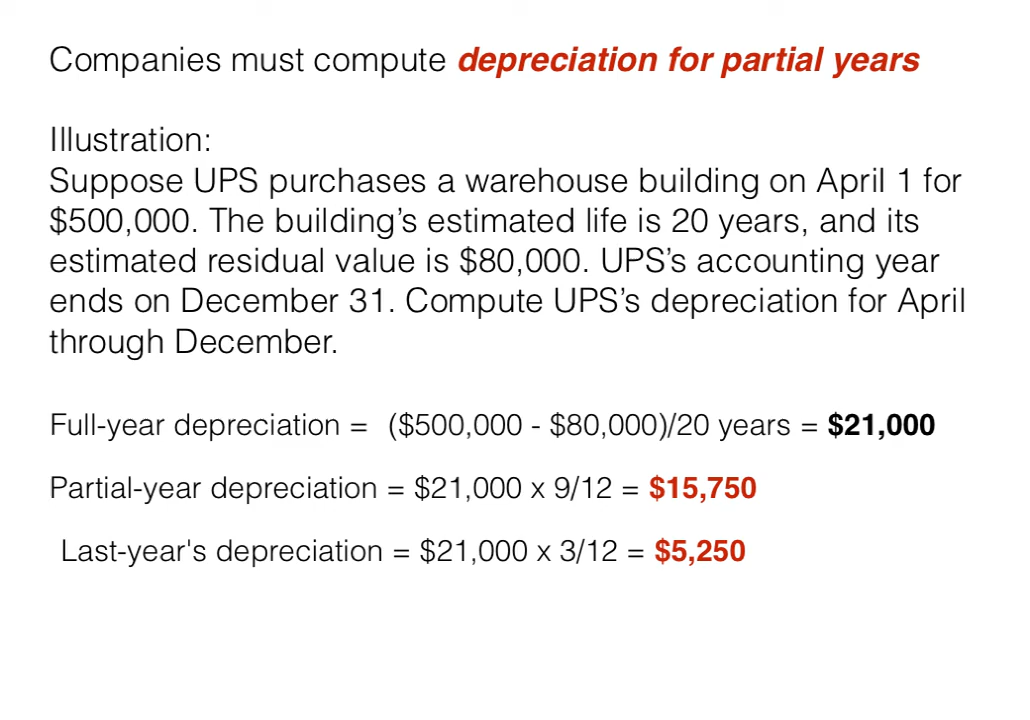 Companies must compute depreciation for partial years
Illustration:
Suppose UPS purchases a warehouse building on April 1 for
$500,000. The building’s estimated life is 20 years, and its
estimated residual value is $80,000. UPS’s accounting year
ends on December 31. Compute UPS’s depreciation for April
through December.
Full-year depreciation = ($500,000 - $80,000)/20 years = $21,000
Partial-year depreciation = $21,000 x 9/12 = $15,750
Last-year's depreciation = $21,000 x 3/12 = $5,250